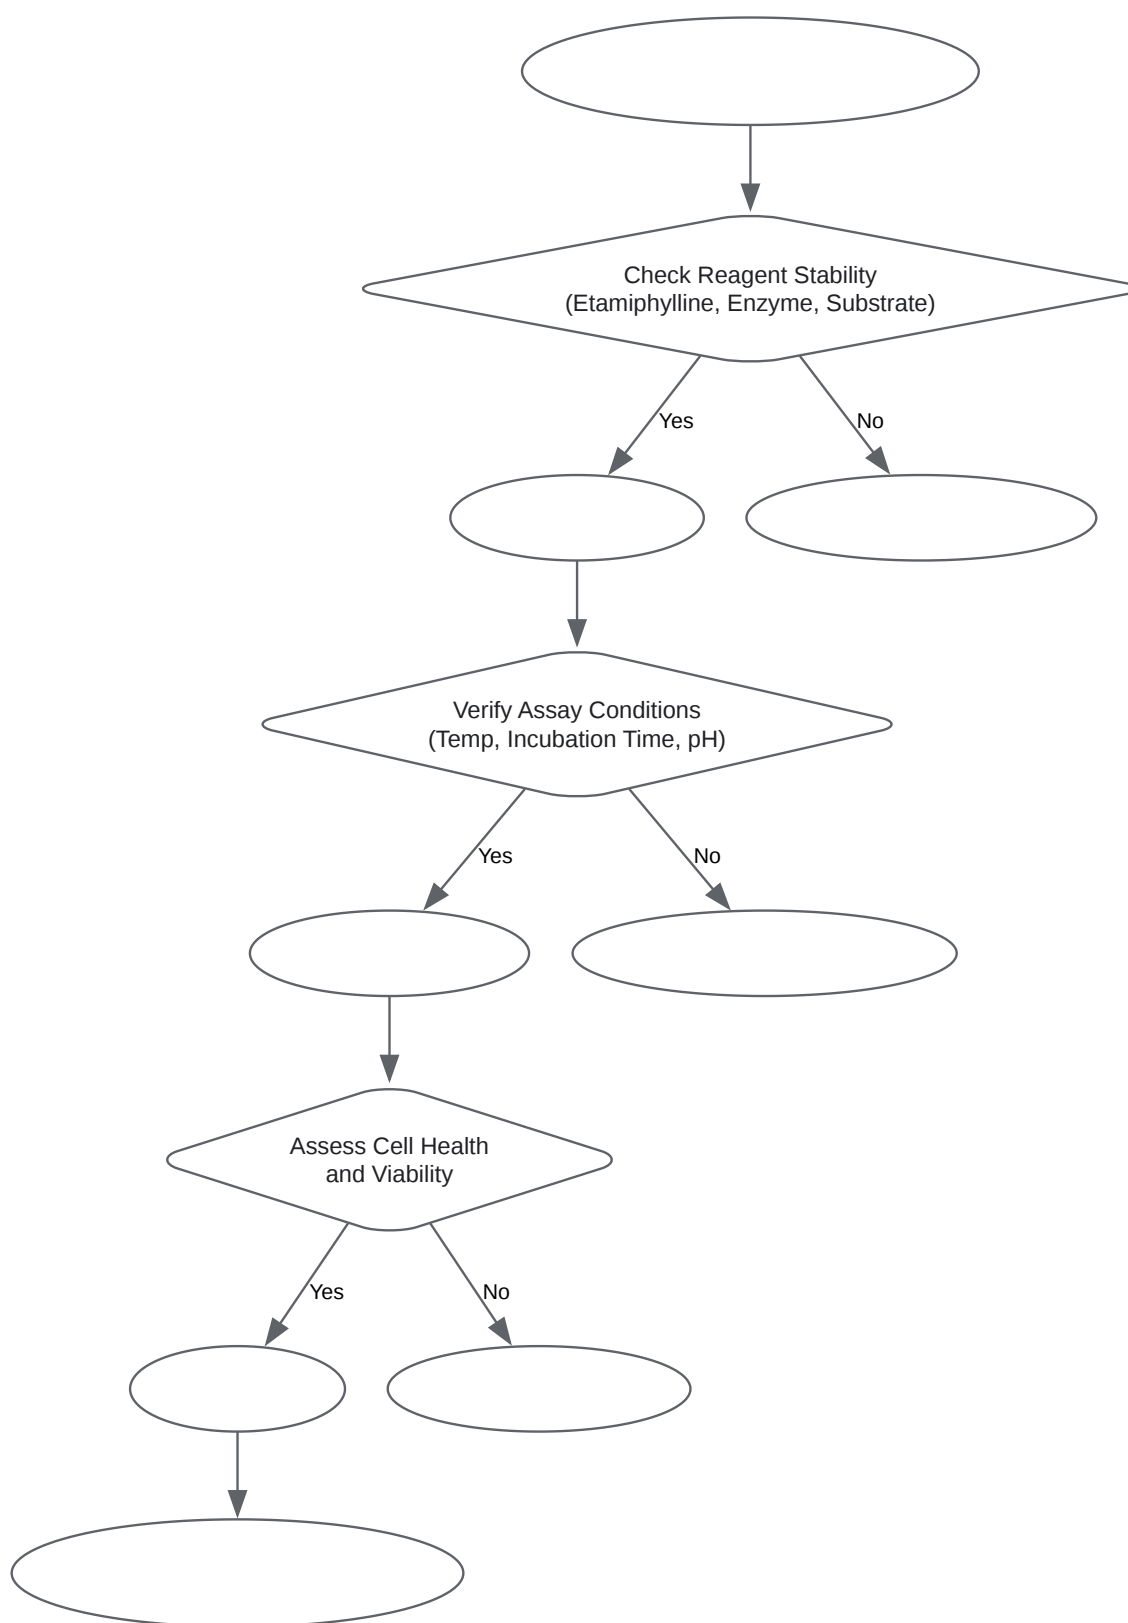 Check Reagent Stability
(Etamiphylline, Enzyme, Substrate)
Yes
No
Verify Assay Conditions
(Temp, Incubation Time, pH)
Yes
No
Assess Cell Health
and Viability
Yes
No